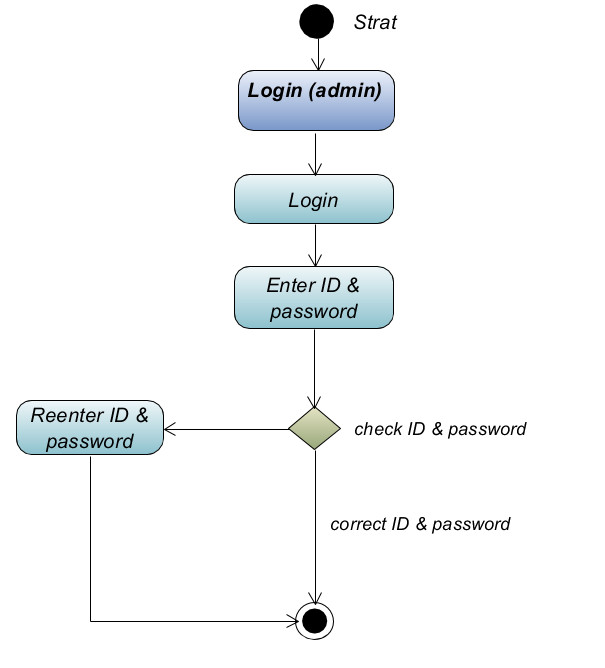 Strat
Login (admin)
Login
Enter ID &
password
Reenter ID &
password
check ID & password
correct ID & password